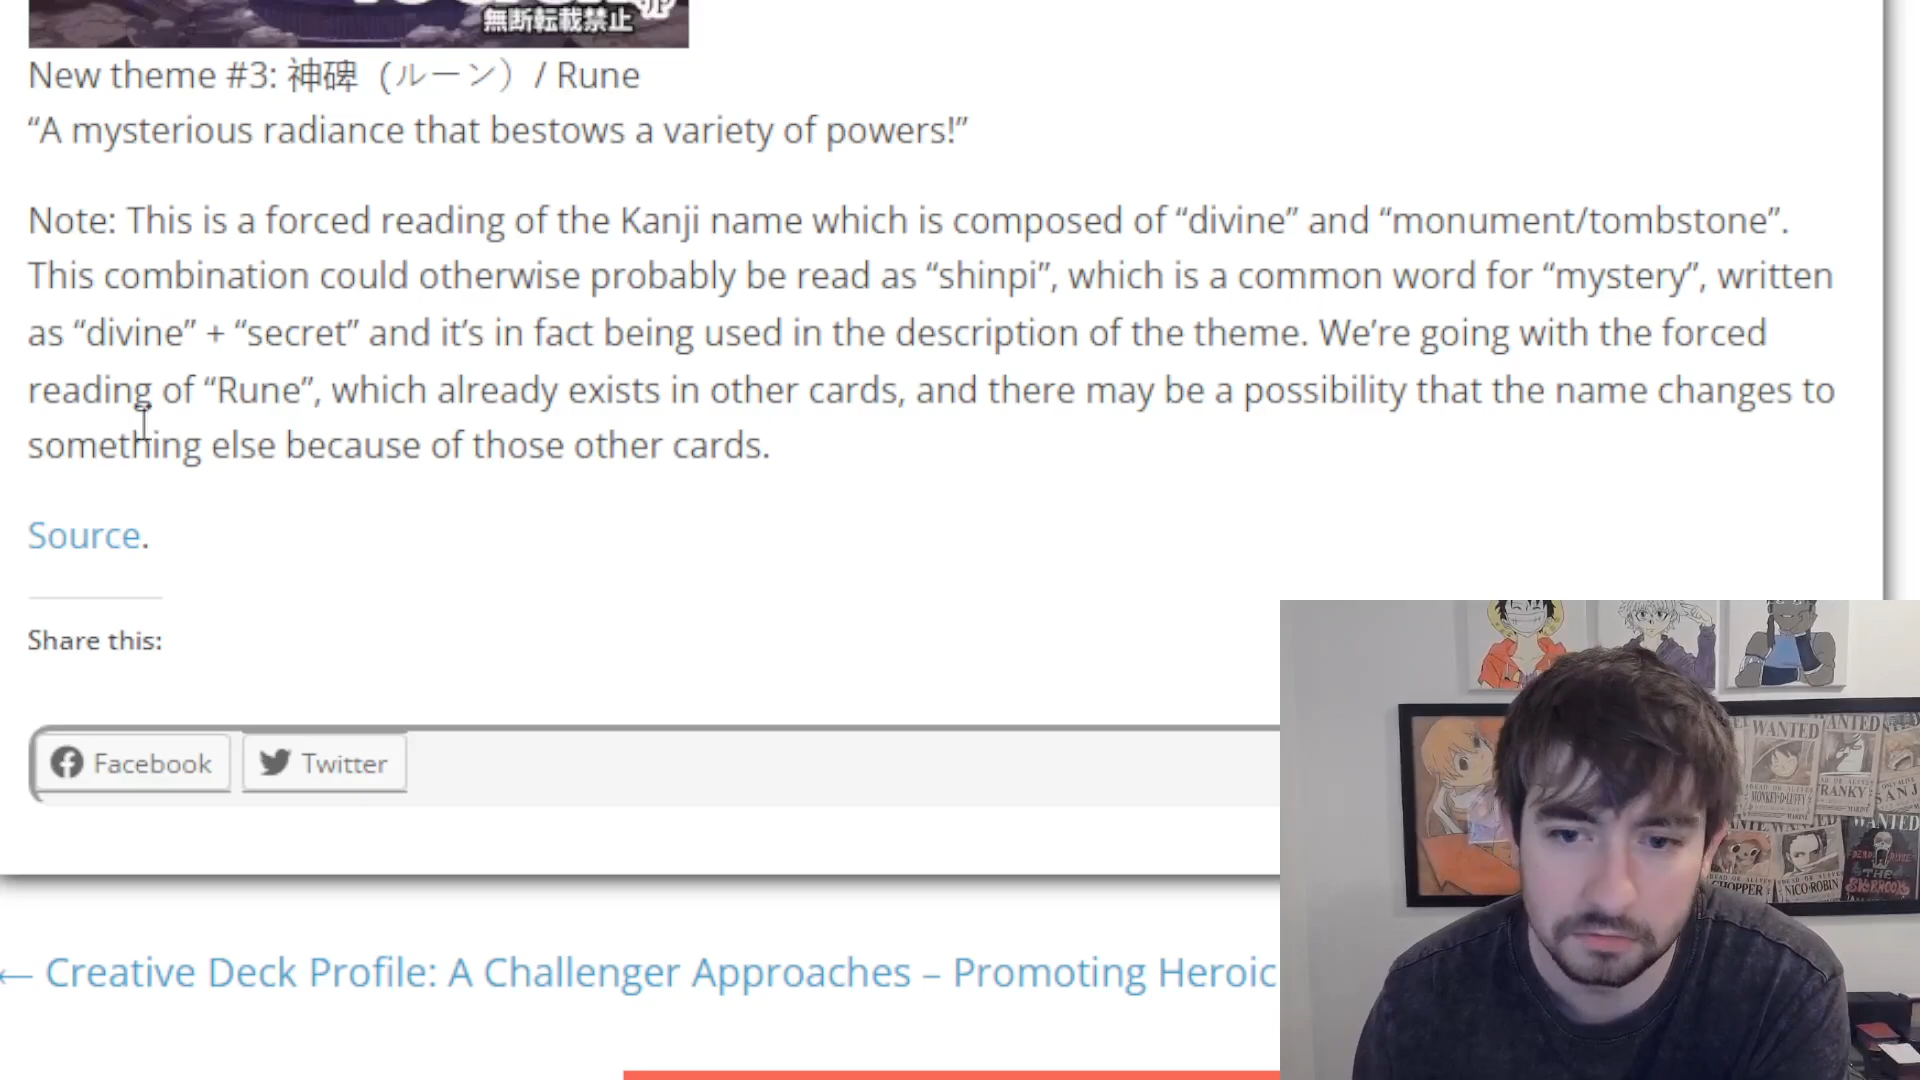 無断転載禁止
New theme #3: 神碑（ルーン）/ Rune
“A mysterious radiance that bestows a variety of powers!”
Note: This is a forced reading of the Kanji name which is composed of “divine” and “monument/tombstone”.
This combination could otherwise probably be read as “shinpi”, which is a common word for “mystery”, written
as “divine” + “secret” and it’s in fact being used in the description of the theme. We’re going with the forced
reading of “Rune”, which already exists in other cards, and there may be a possibility that the name changes to
something else because of those other cards.
Source.
Share this:
Facebook
Twitter
← Creative Deck Profile: A Challenger Approaches – Promoting Heroic
WANTED
MONKEY·D·LUFFY
WANTED
FRANKY
SANJ
CHOPPER
NICO·ROBIN
WANTED